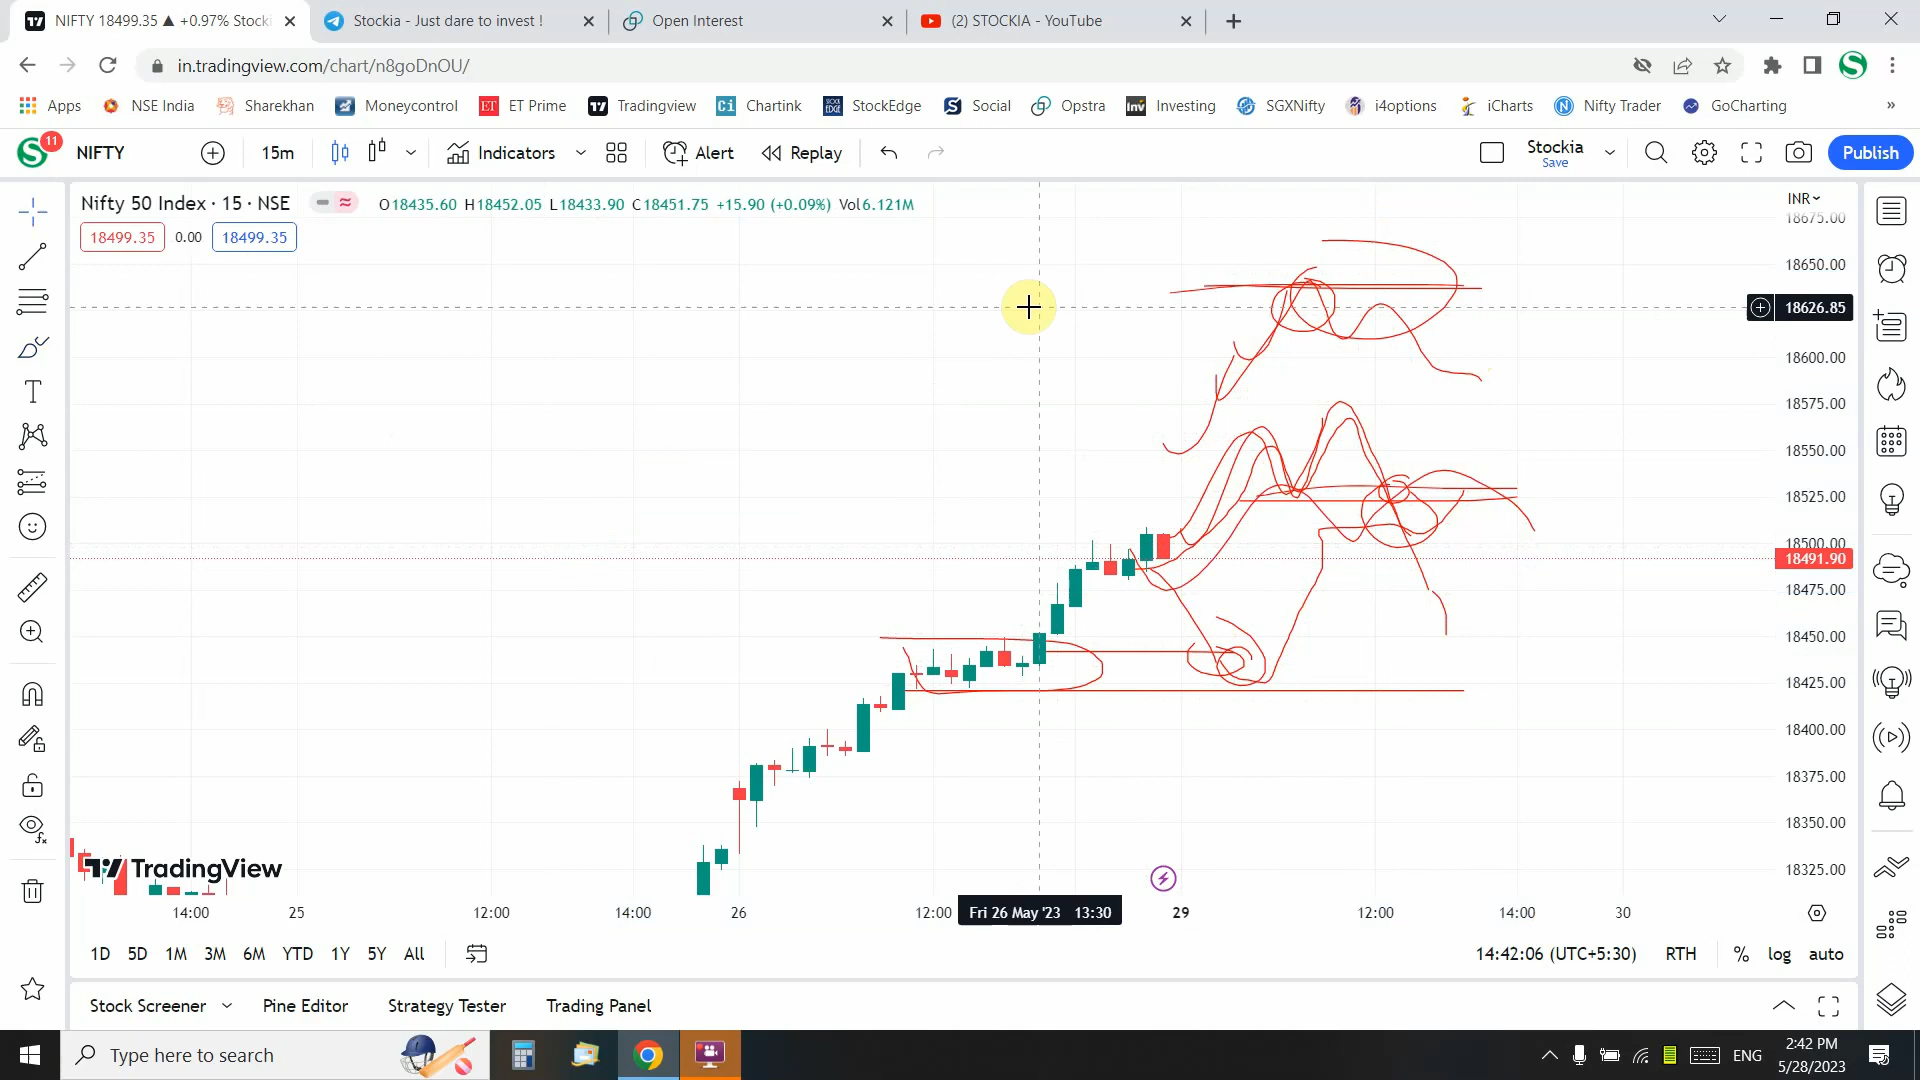 NIFTY 18499.35 ▲ +0.97% Stocki
Stockia - Just dare to invest !
Open Interest
(2) STOCKIA - YouTube
in.tradingview.com/chart/n8goDnOU/
Apps
NSE India
Sharekhan
Moneycontrol
ET Prime
Tradingview
Chartink
StockEdge
Social
Opstra
Investing
SGXNifty
i4options
iCharts
Nifty Trader
GoCharting
»
11
NIFTY
15m
Indicators
Alert
Replay
Stockia
Save
Publish
Nifty 50 Index · 15 · NSE
O18435.60 H18452.05 L18433.90 C18451.75 +15.90 (+0.09%) Vol6.121M
18499.35
0.00
18499.35
INR
18675.00
18650.00
18626.85
18600.00
18575.00
18550.00
18525.00
18500.00
18491.90
18475.00
18450.00
18425.00
18400.00
18375.00
18350.00
18325.00
TradingView
14:00
25
12:00
14:00
26
12:00
Fri 26 May '23 13:30
29
12:00
14:00
30
1D 5D 1M 3M 6M YTD 1Y 5Y All
14:42:06 (UTC+5:30)
RTH
%
log
auto
Stock Screener
Pine Editor
Strategy Tester
Trading Panel
Type here to search
ENG
2:42 PM
5/28/2023